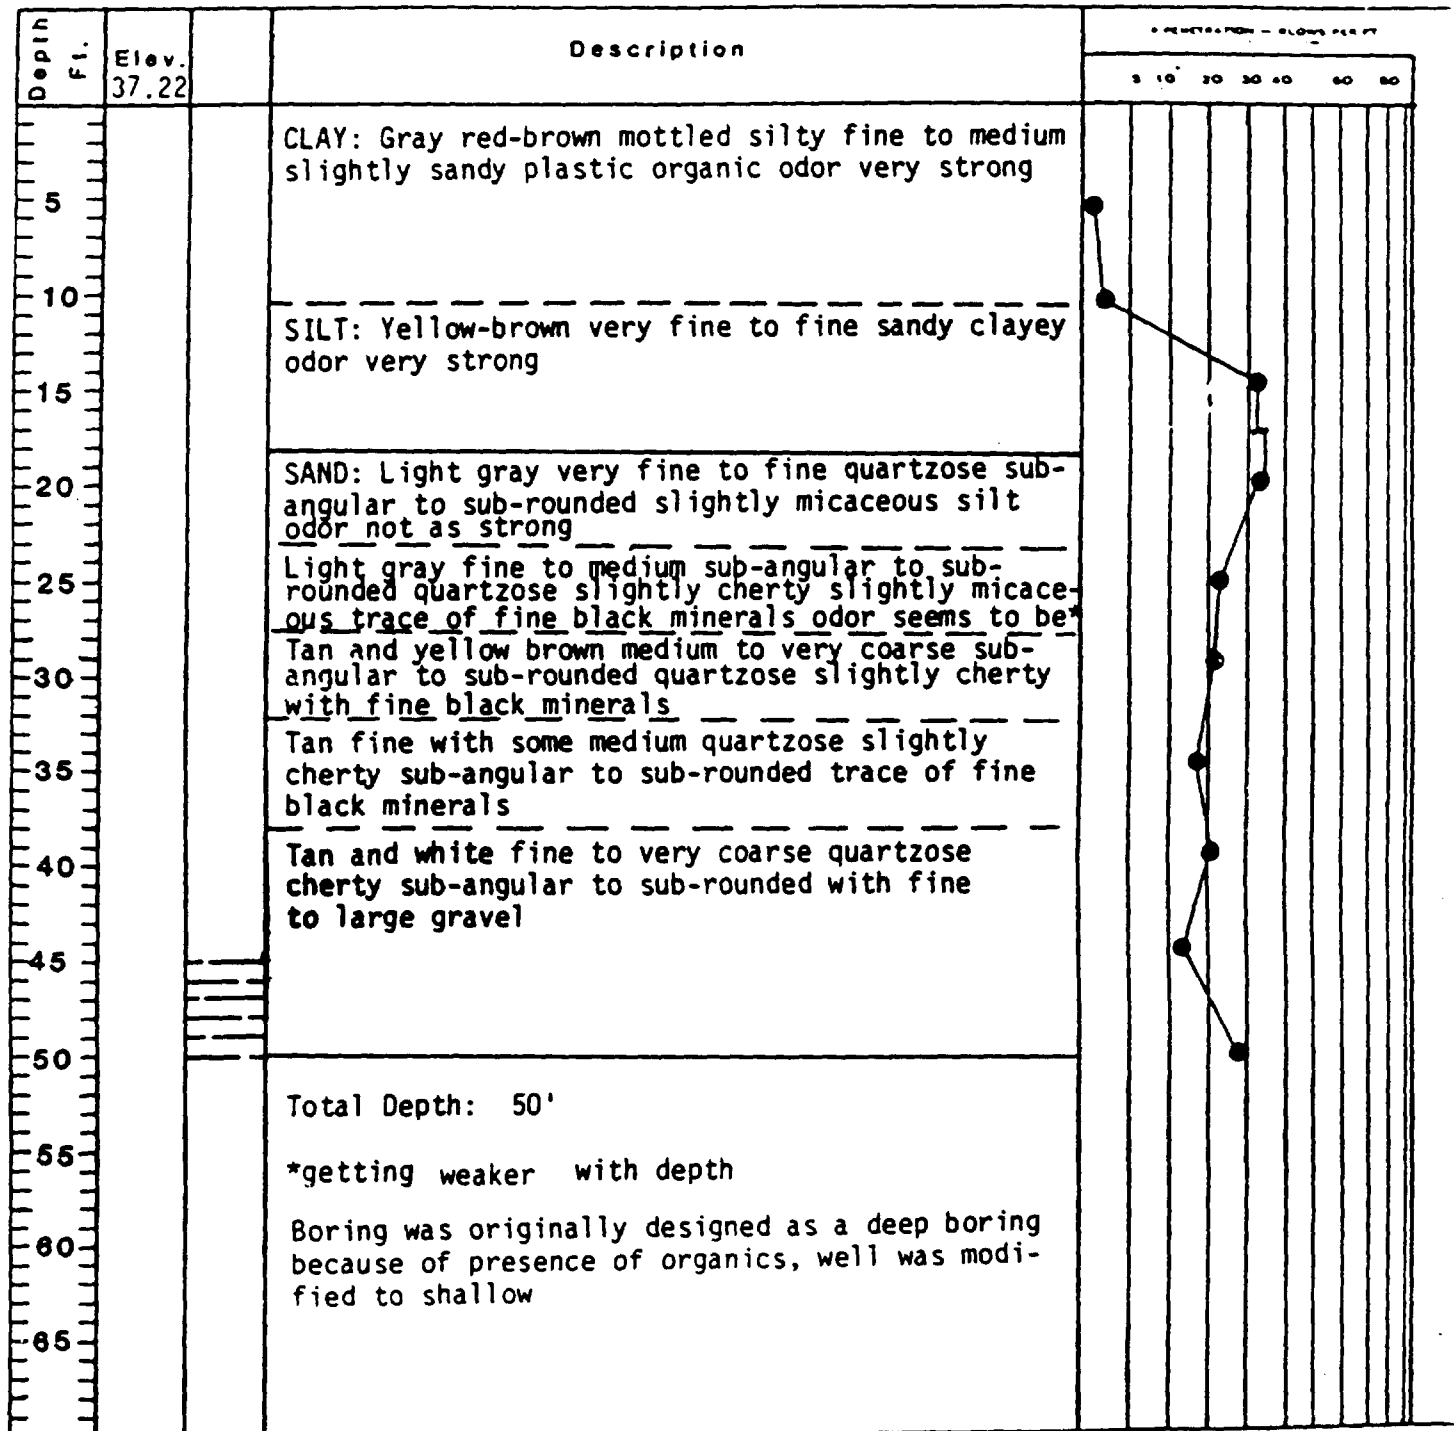 Depth Ft.
Elev.
37.22
Description
PENETRATION - BLOWS PER FT
5 10 20 30 40 60 80
CLAY: Gray red-brown mottled silty fine to medium
slightly sandy plastic organic odor very strong
5
10
SILT: Yellow-brown very fine to fine sandy clayey
odor very strong
15
SAND: Light gray very fine to fine quartzose sub-
angular to sub-rounded slightly micaceous silt
odor not as strong
20
Light gray fine to medium sub-angular to sub-
rounded quartzose slightly cherty slightly micace-
ous trace of fine black minerals odor seems to be*
25
Tan and yellow brown medium to very coarse sub-
angular to sub-rounded quartzose slightly cherty
with fine black minerals
30
Tan fine with some medium quartzose slightly
cherty sub-angular to sub-rounded trace of fine
black minerals
35
Tan and white fine to very coarse quartzose
cherty sub-angular to sub-rounded with fine
to large gravel
40
45
50
Total Depth: 50'
55
*getting weaker with depth
Boring was originally designed as a deep boring
because of presence of organics, well was modi-
fied to shallow
60
65